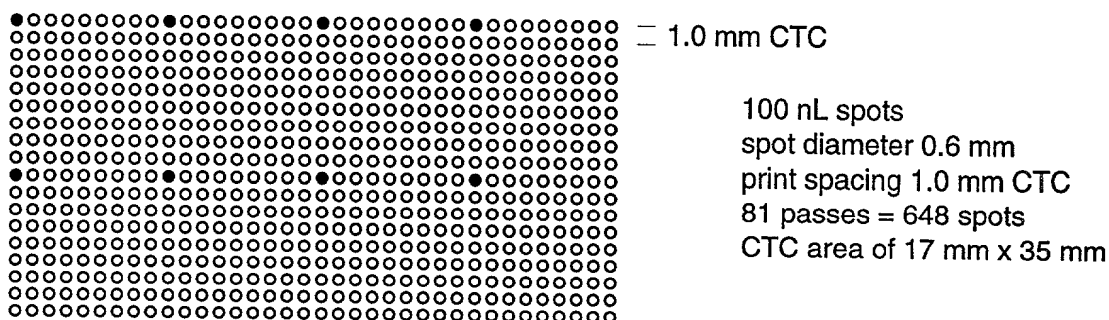 1.0 mm CTC
100 nL spots
spot diameter 0.6 mm
print spacing 1.0 mm CTC
81 passes = 648 spots
CTC area of 17 mm x 35 mm